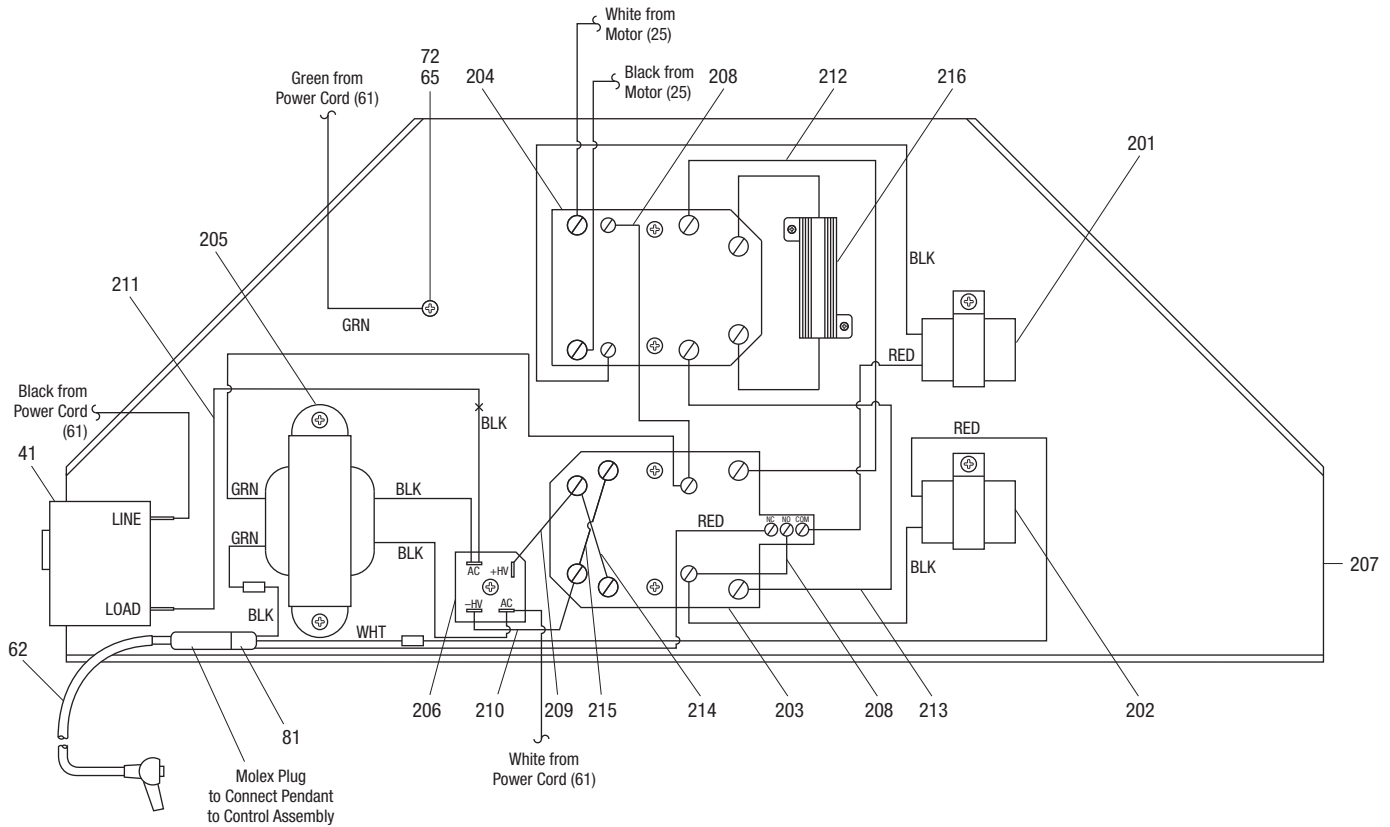 White from
Motor (25)
72
65
204
208
212
216
Green from
Power Cord (61)
Black from
Motor (25)
201
205
211
BLK
GRN
RED
Black from
Power Cord
(61)
BLK
RED
41
GRN
BLK
LINE
RED
NC
NO
COM
GRN
BLK
AC
+HV
BLK
207
LOAD
-HV
AC
BLK
WHT
62
206
210
209
215
214
203
208
213
202
81
White from
Power Cord (61)
Molex Plug
to Connect Pendant
to Control Assembly